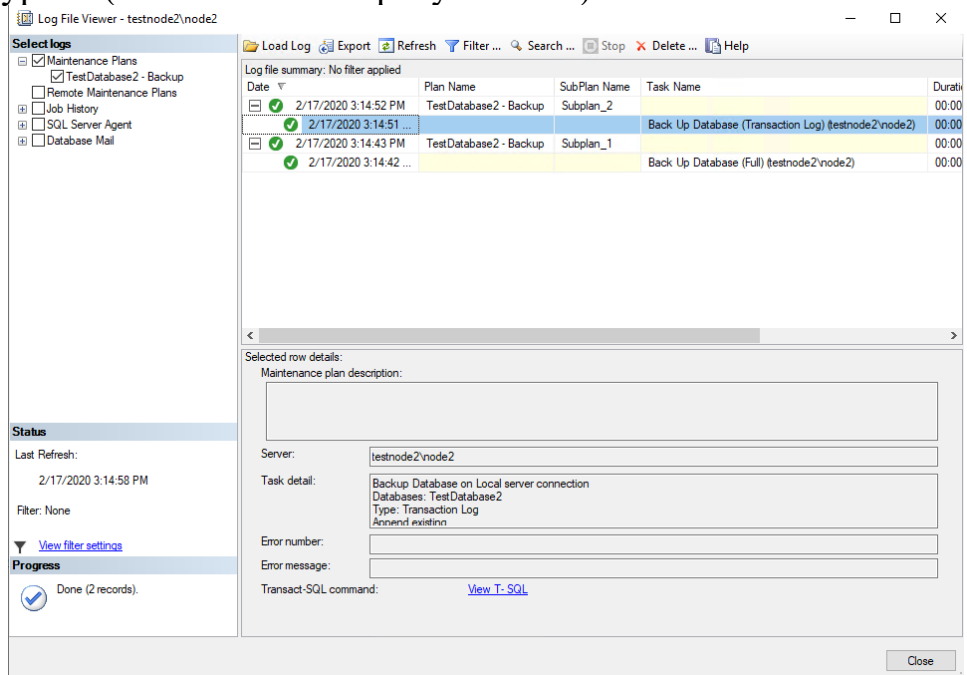 Log File Viewer - testnode2\node2
Select logs
Maintenance Plans
TestDatabase2 - Backup
Remote Maintenance Plans
Job History
SQL Server Agent
Database Mail
Load Log Export Refresh Filter ... Search ... Stop Delete ... Help
Log file summary: No filter applied
Date Plan Name SubPlan Name Task Name Durati
2/17/2020 3:14:52 PM TestDatabase2 - Backup Subplan_2 00:00
2/17/2020 3:14:51 ... Back Up Database (Transaction Log) (testnode2\node2) 00:00
2/17/2020 3:14:43 PM TestDatabase2 - Backup Subplan_1 00:00
2/17/2020 3:14:42 ... Back Up Database (Full) (testnode2\node2) 00:00
Selected row details:
Maintenance plan description:
Server: testnode2\node2
Task detail: Backup Database on Local server connection
Databases: TestDatabase2
Type: Transaction Log
Append existing
Error number:
Error message:
Transact-SQL command: View T- SQL
Status
Last Refresh:
2/17/2020 3:14:58 PM
Filter: None
View filter settings
Progress
Done (2 records).
Close